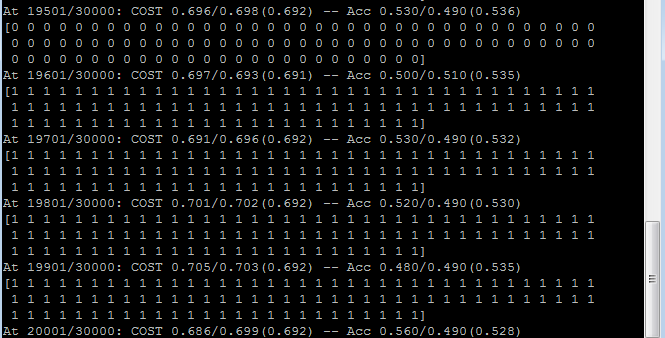 At 19501/30000: COST 0.696/0.698(0.692) -- Acc 0.530/0.490(0.536)
[0 0 0 0 0 0 0 0 0 0 0 0 0 0 0 0 0 0 0 0 0 0 0 0 0 0 0 0 0 0 0 0 0 0 0 0 0
0 0 0 0 0 0 0 0 0 0 0 0 0 0 0 0 0 0 0 0 0 0 0 0 0 0 0 0 0 0 0 0 0 0 0 0 0
0 0 0 0 0 0 0 0 0 0 0 0 0 0 0 0 0 0 0 0 0 0 0 0 0 0]
At 19601/30000: COST 0.697/0.693(0.691) -- Acc 0.500/0.510(0.535)
[1 1 1 1 1 1 1 1 1 1 1 1 1 1 1 1 1 1 1 1 1 1 1 1 1 1 1 1 1 1 1 1 1 1 1 1 1
1 1 1 1 1 1 1 1 1 1 1 1 1 1 1 1 1 1 1 1 1 1 1 1 1 1 1 1 1 1 1 1 1 1 1 1 1
1 1 1 1 1 1 1 1 1 1 1 1 1 1 1 1 1 1 1 1 1 1 1 1 1 1]
At 19701/30000: COST 0.691/0.696(0.692) -- Acc 0.530/0.490(0.532)
[1 1 1 1 1 1 1 1 1 1 1 1 1 1 1 1 1 1 1 1 1 1 1 1 1 1 1 1 1 1 1 1 1 1 1 1 1
1 1 1 1 1 1 1 1 1 1 1 1 1 1 1 1 1 1 1 1 1 1 1 1 1 1 1 1 1 1 1 1 1 1 1 1 1
1 1 1 1 1 1 1 1 1 1 1 1 1 1 1 1 1 1 1 1 1 1 1 1 1 1]
At 19801/30000: COST 0.701/0.702(0.692) -- Acc 0.520/0.490(0.530)
[1 1 1 1 1 1 1 1 1 1 1 1 1 1 1 1 1 1 1 1 1 1 1 1 1 1 1 1 1 1 1 1 1 1 1 1 1
1 1 1 1 1 1 1 1 1 1 1 1 1 1 1 1 1 1 1 1 1 1 1 1 1 1 1 1 1 1 1 1 1 1 1 1 1
1 1 1 1 1 1 1 1 1 1 1 1 1 1 1 1 1 1 1 1 1 1 1 1 1 1]
At 19901/30000: COST 0.705/0.703(0.692) -- Acc 0.480/0.490(0.535)
[1 1 1 1 1 1 1 1 1 1 1 1 1 1 1 1 1 1 1 1 1 1 1 1 1 1 1 1 1 1 1 1 1 1 1 1 1
1 1 1 1 1 1 1 1 1 1 1 1 1 1 1 1 1 1 1 1 1 1 1 1 1 1 1 1 1 1 1 1 1 1 1 1 1
1 1 1 1 1 1 1 1 1 1 1 1 1 1 1 1 1 1 1 1 1 1 1 1 1 1]
At 20001/30000: COST 0.686/0.699(0.692) -- Acc 0.560/0.490(0.528)